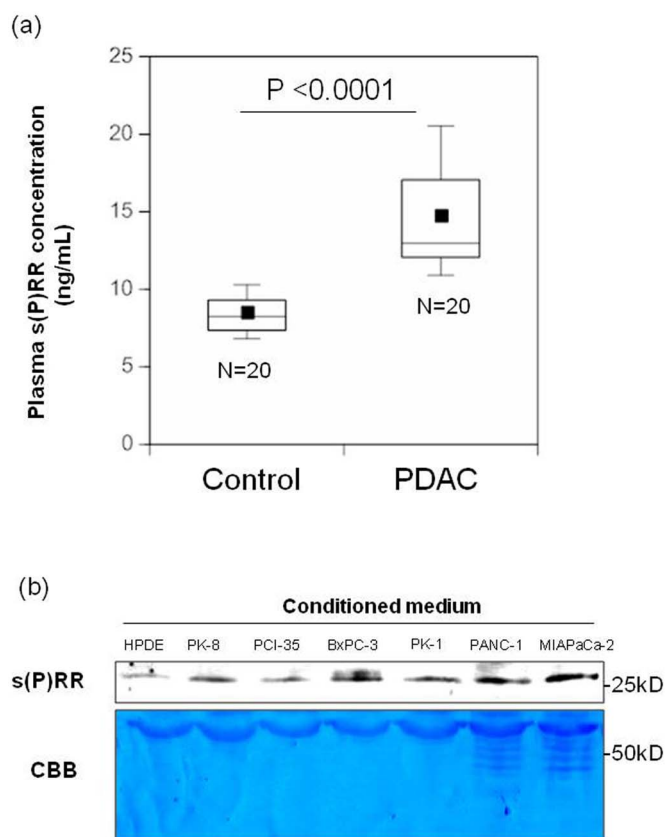 (a)
25
P <0.0001
20
15
10
5
0
Plasma s(P)RR concentration
(ng/mL)
N=20
N=20
Control PDAC
(b)
Conditioned medium
HPDE PK-8 PCI-35 BxPC-3 PK-1 PANC-1 MIAPaCa-2
s(P)RR
-25kD
-50kD
CBB